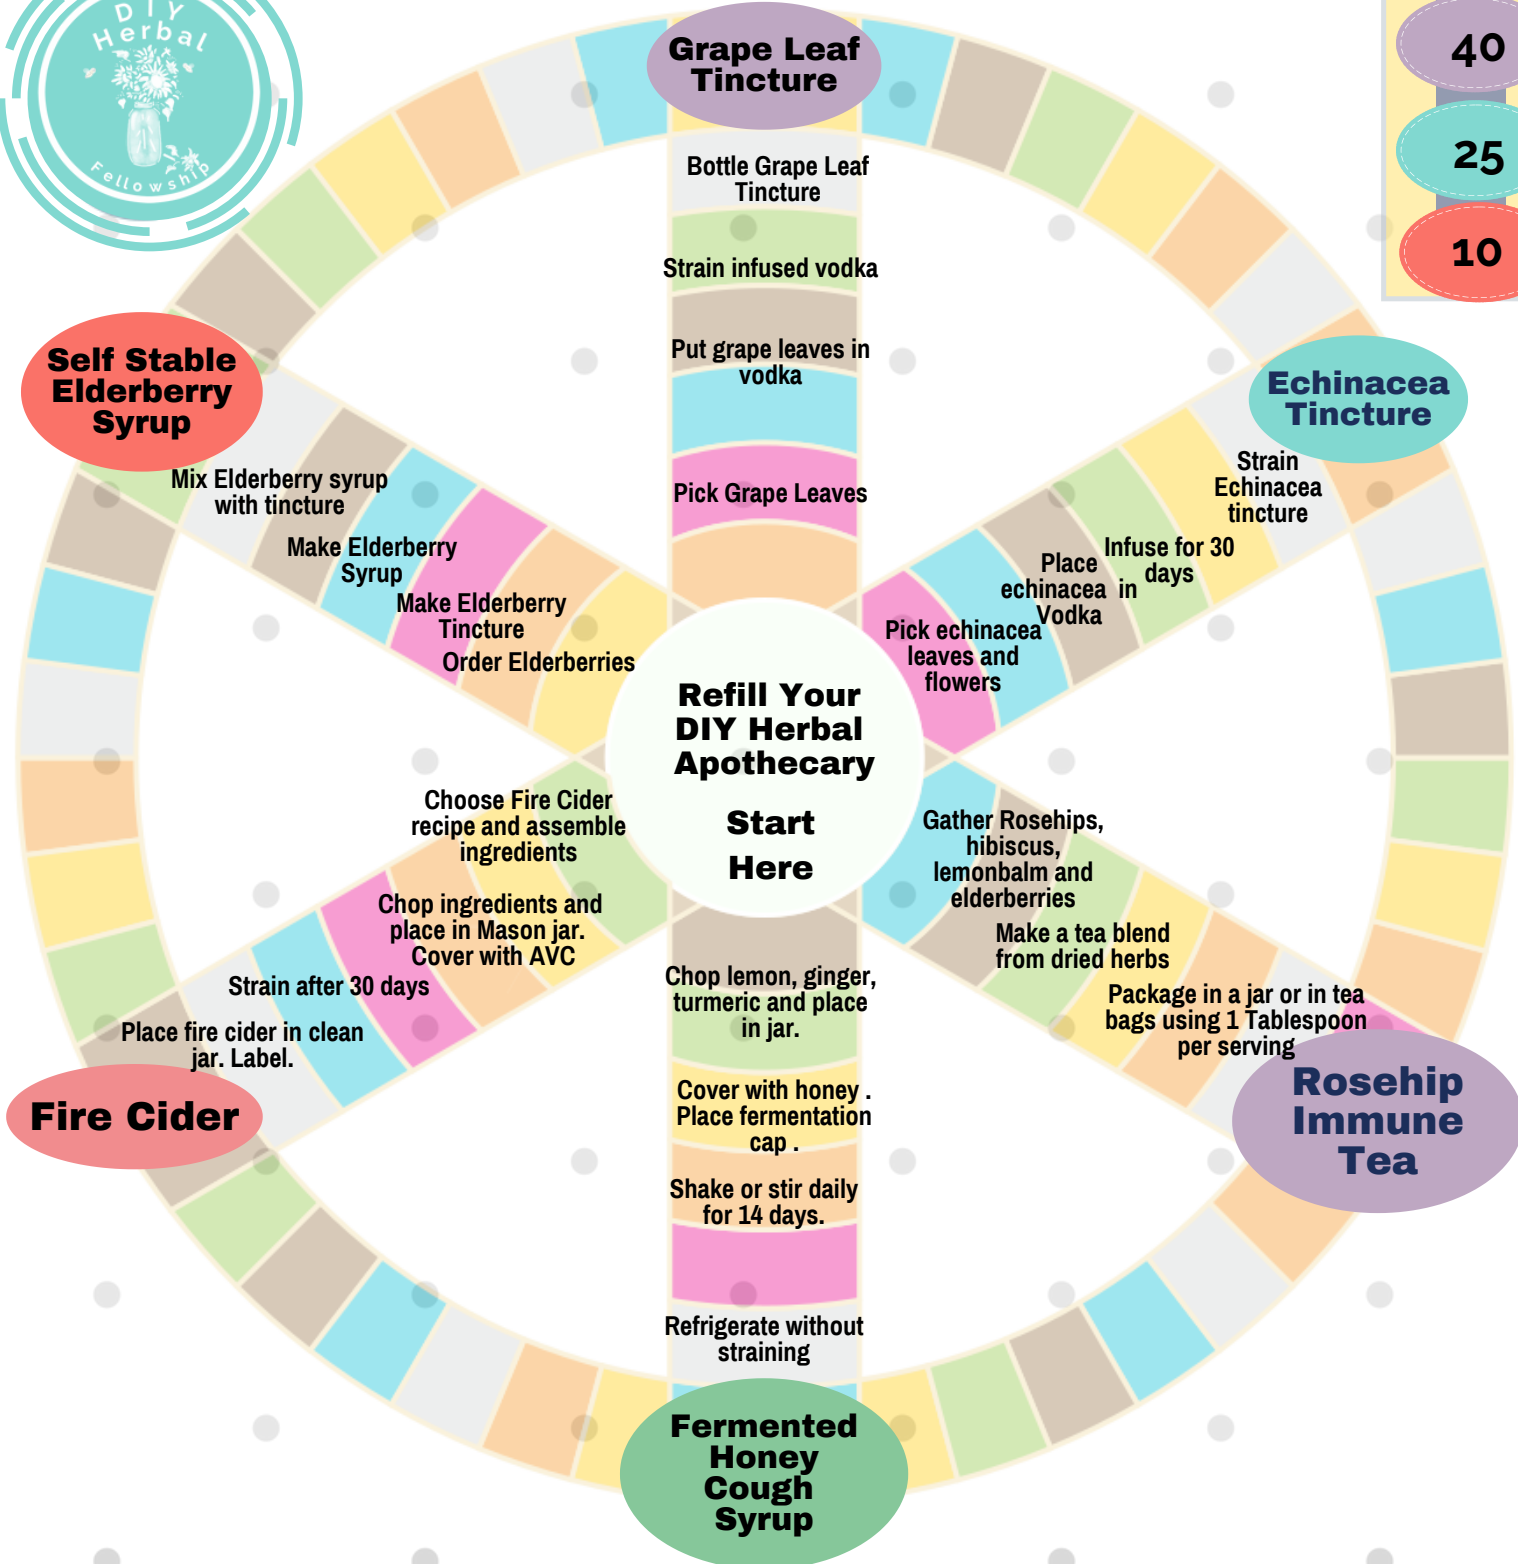 DIY
Herbal
Fellowship
40
25
10
Grape Leaf
Tincture
Bottle Grape Leaf
Tincture
Strain infused vodka
Put grape leaves in
vodka
Pick Grape Leaves
Self Stable
Elderberry
Syrup
Mix Elderberry syrup
with tincture
Make Elderberry
Syrup
Make Elderberry
Tincture
Order Elderberries
Echinacea
Tincture
Strain
Echinacea
tincture
Infuse for 30
days
Place
echinacea in
Vodka
Pick echinacea
leaves and
flowers
Refill Your
DIY Herbal
Apothecary
Start
Here
Choose Fire Cider
recipe and assemble
ingredients
Chop ingredients and
place in Mason jar.
Cover with AVC
Strain after 30 days
Place fire cider in clean
jar. Label.
Fire Cider
Gather Rosehips,
hibiscus,
lemonbalm and
elderberries
Make a tea blend
from dried herbs
Package in a jar or in tea
bags using 1 Tablespoon
per serving
Rosehip
Immune
Tea
Chop lemon, ginger,
turmeric and place
in jar.
Cover with honey .
Place fermentation
cap .
Shake or stir daily
for 14 days.
Refrigerate without
straining
Fermented
Honey
Cough
Syrup